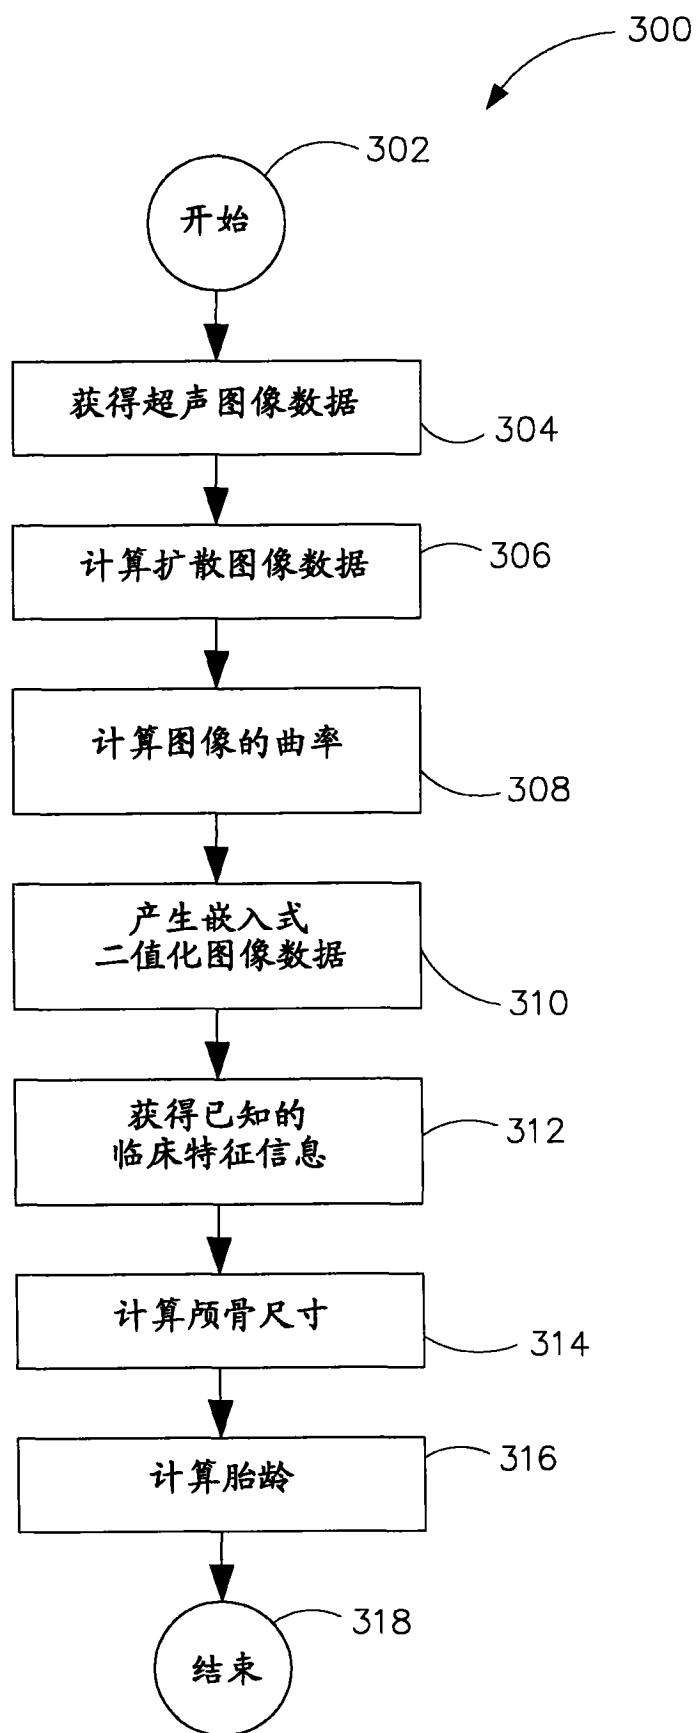 300
302
开始
获得超声图像数据
304
计算扩散图像数据
306
计算图像的曲率
308
产生嵌入式
二值化图像数据
310
获得已知的
临床特征信息
312
计算颅骨尺寸
314
计算胎龄
316
318
结束